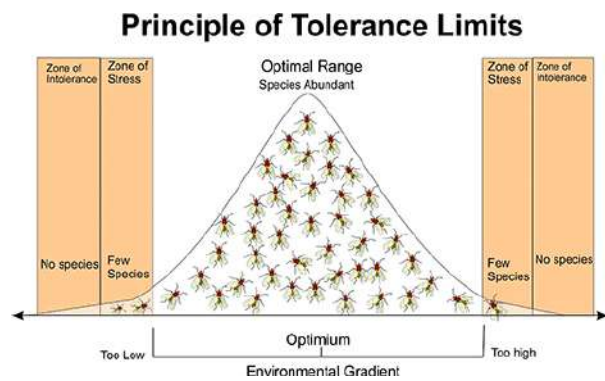 Principle of Tolerance Limits
Zone of
Intolerance
Zone of
Stress
Optimal Range
Species Abundant
Zone of
Stress
Zone of
Intolerance
No species
Few
Species
Few
Species
No species
Too Low
Optimium
Too high
Environmental Gradient